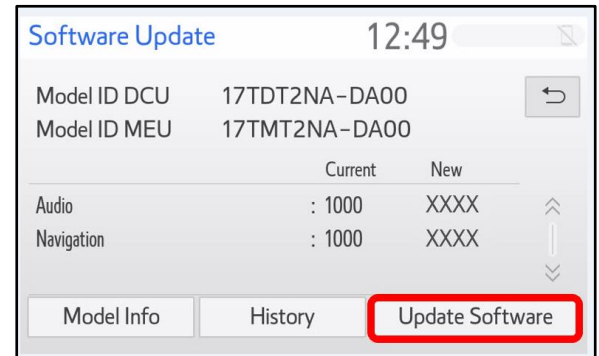 Software Update 12:49
Model ID DCU 17TDT2NA-DA00
Model ID MEU 17TMT2NA-DA00
Current New
Audio : 1000 XXXX
Navigation : 1000 XXXX
Model Info History Update Software